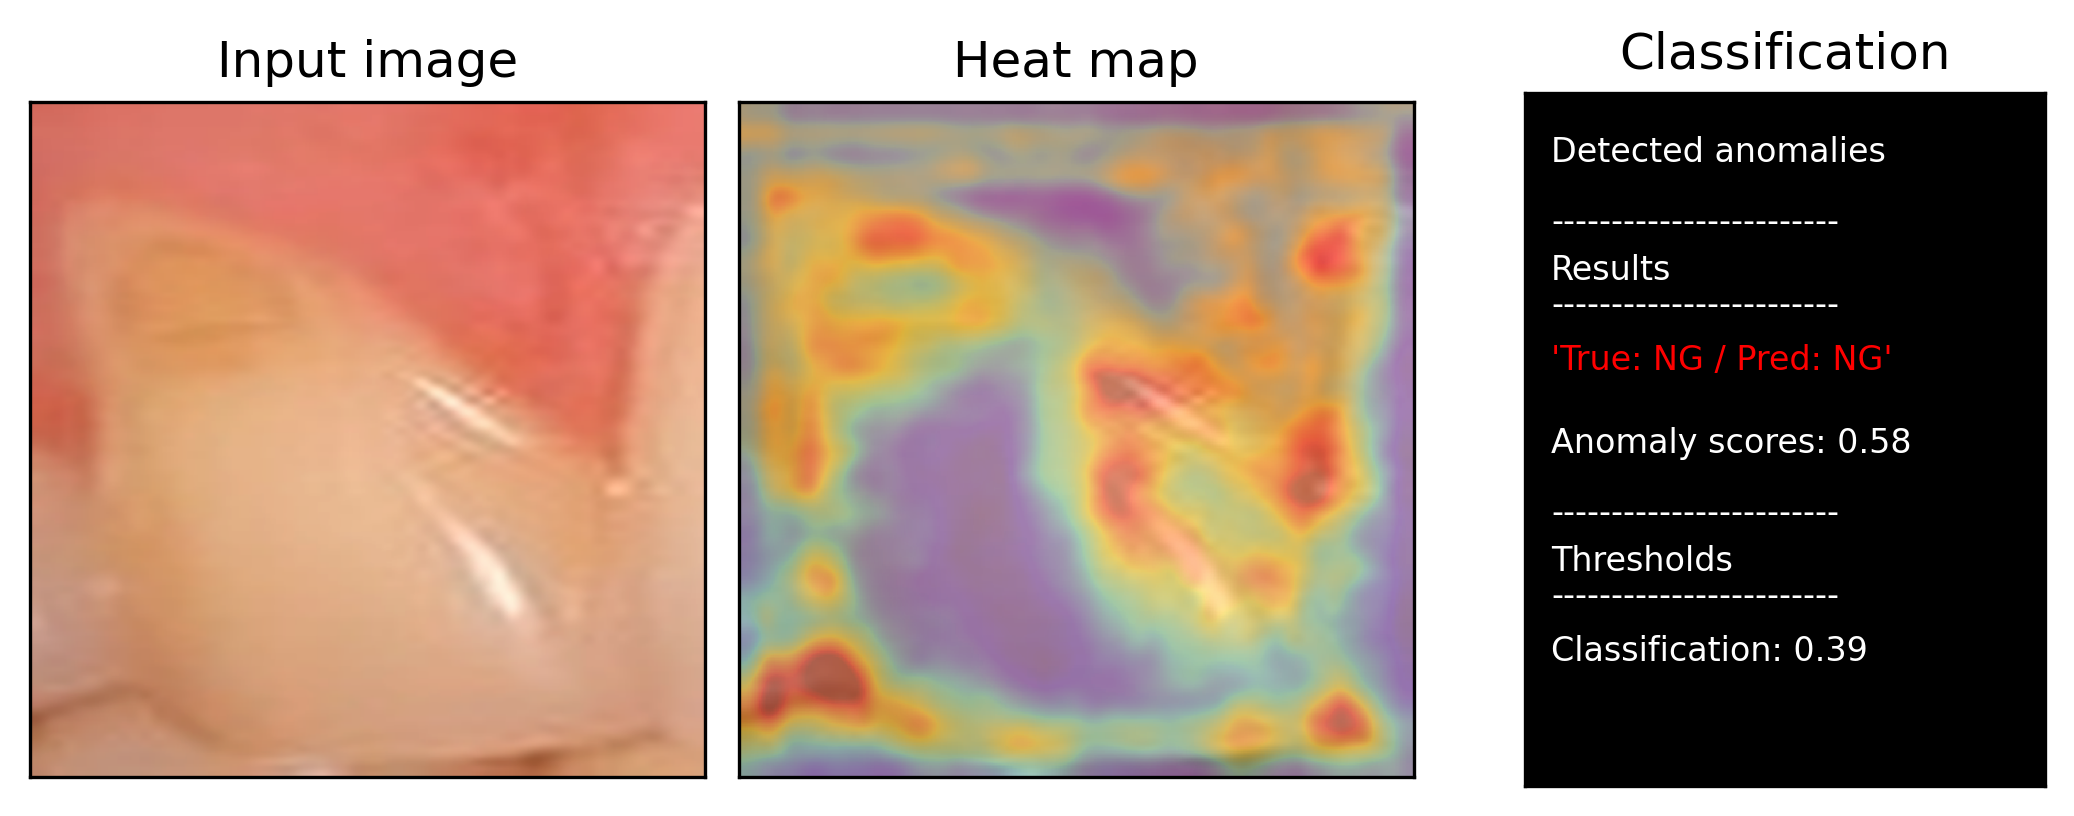 Input image
Heat map
Classification
Detected anomalies
------------------------
Results
------------------------
'True: NG / Pred: NG'
Anomaly scores: 0.58
------------------------
Thresholds
------------------------
Classification: 0.39